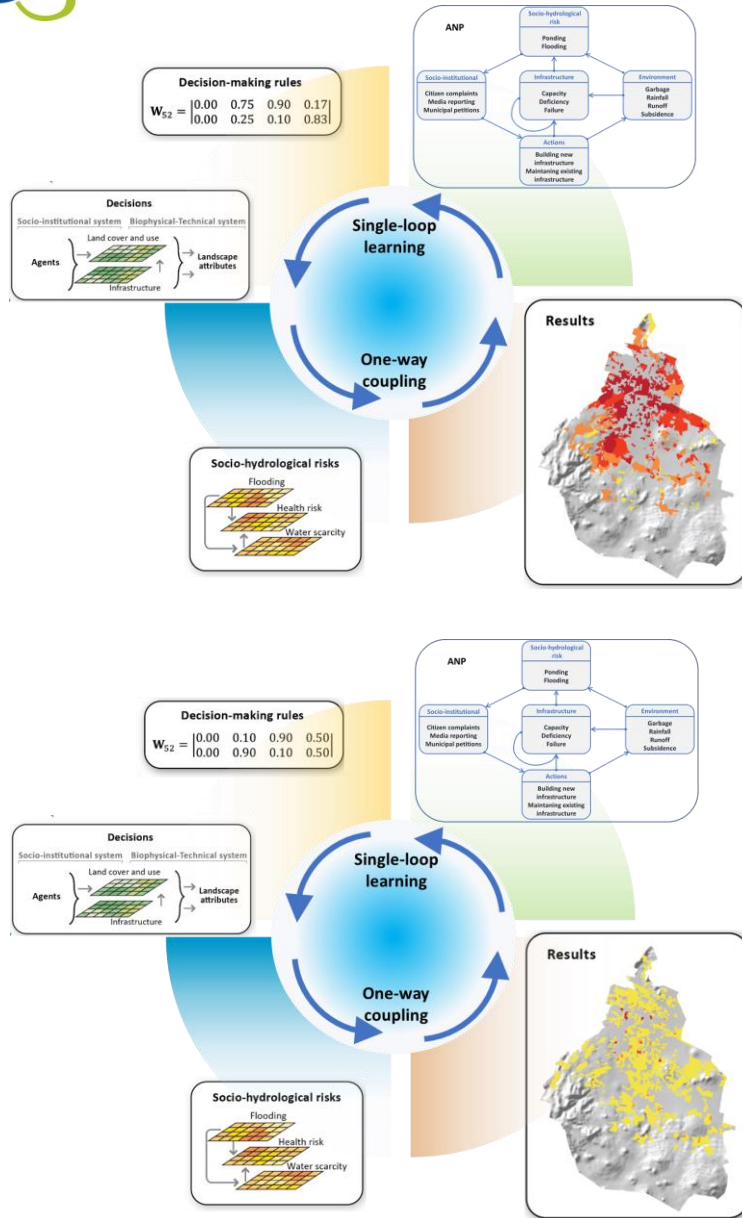 ANP
Socio-hydrological
risk
Ponding
Flooding
Socio-institutional
Citizen complaints
Media reporting
Municipal petitions
Infrastructure
Capacity
Deficiency
Failure
Environment
Garbage
Rainfall
Runoff
Subsidence
Actions
Building new
infrastructure
Maintaning existing
infrastructure
Decision-making rules
W52 = |0.00 0.75 0.90 0.17|
|0.00 0.25 0.10 0.83|
Decisions
Socio-institutional system Biophysical-Technical system
Land cover and use
Agents
Landscape
attributes
Infrastructure
Single-loop
learning
One-way
coupling
Results
Socio-hydrological risks
Flooding
Health risk
Water scarcity
ANP
Socio-hydrological
risk
Ponding
Flooding
Socio-institutional
Citizen complaints
Media reporting
Municipal petitions
Infrastructure
Capacity
Deficiency
Failure
Environment
Garbage
Rainfall
Runoff
Subsidence
Actions
Building new
infrastructure
Maintaning existing
infrastructure
Decision-making rules
W52 = |0.00 0.10 0.90 0.50|
|0.00 0.90 0.10 0.50|
Decisions
Socio-institutional system Biophysical-Technical system
Land cover and use
Agents
Landscape
attributes
Infrastructure
Single-loop
learning
One-way
coupling
Results
Socio-hydrological risks
Flooding
Health risk
Water scarcity